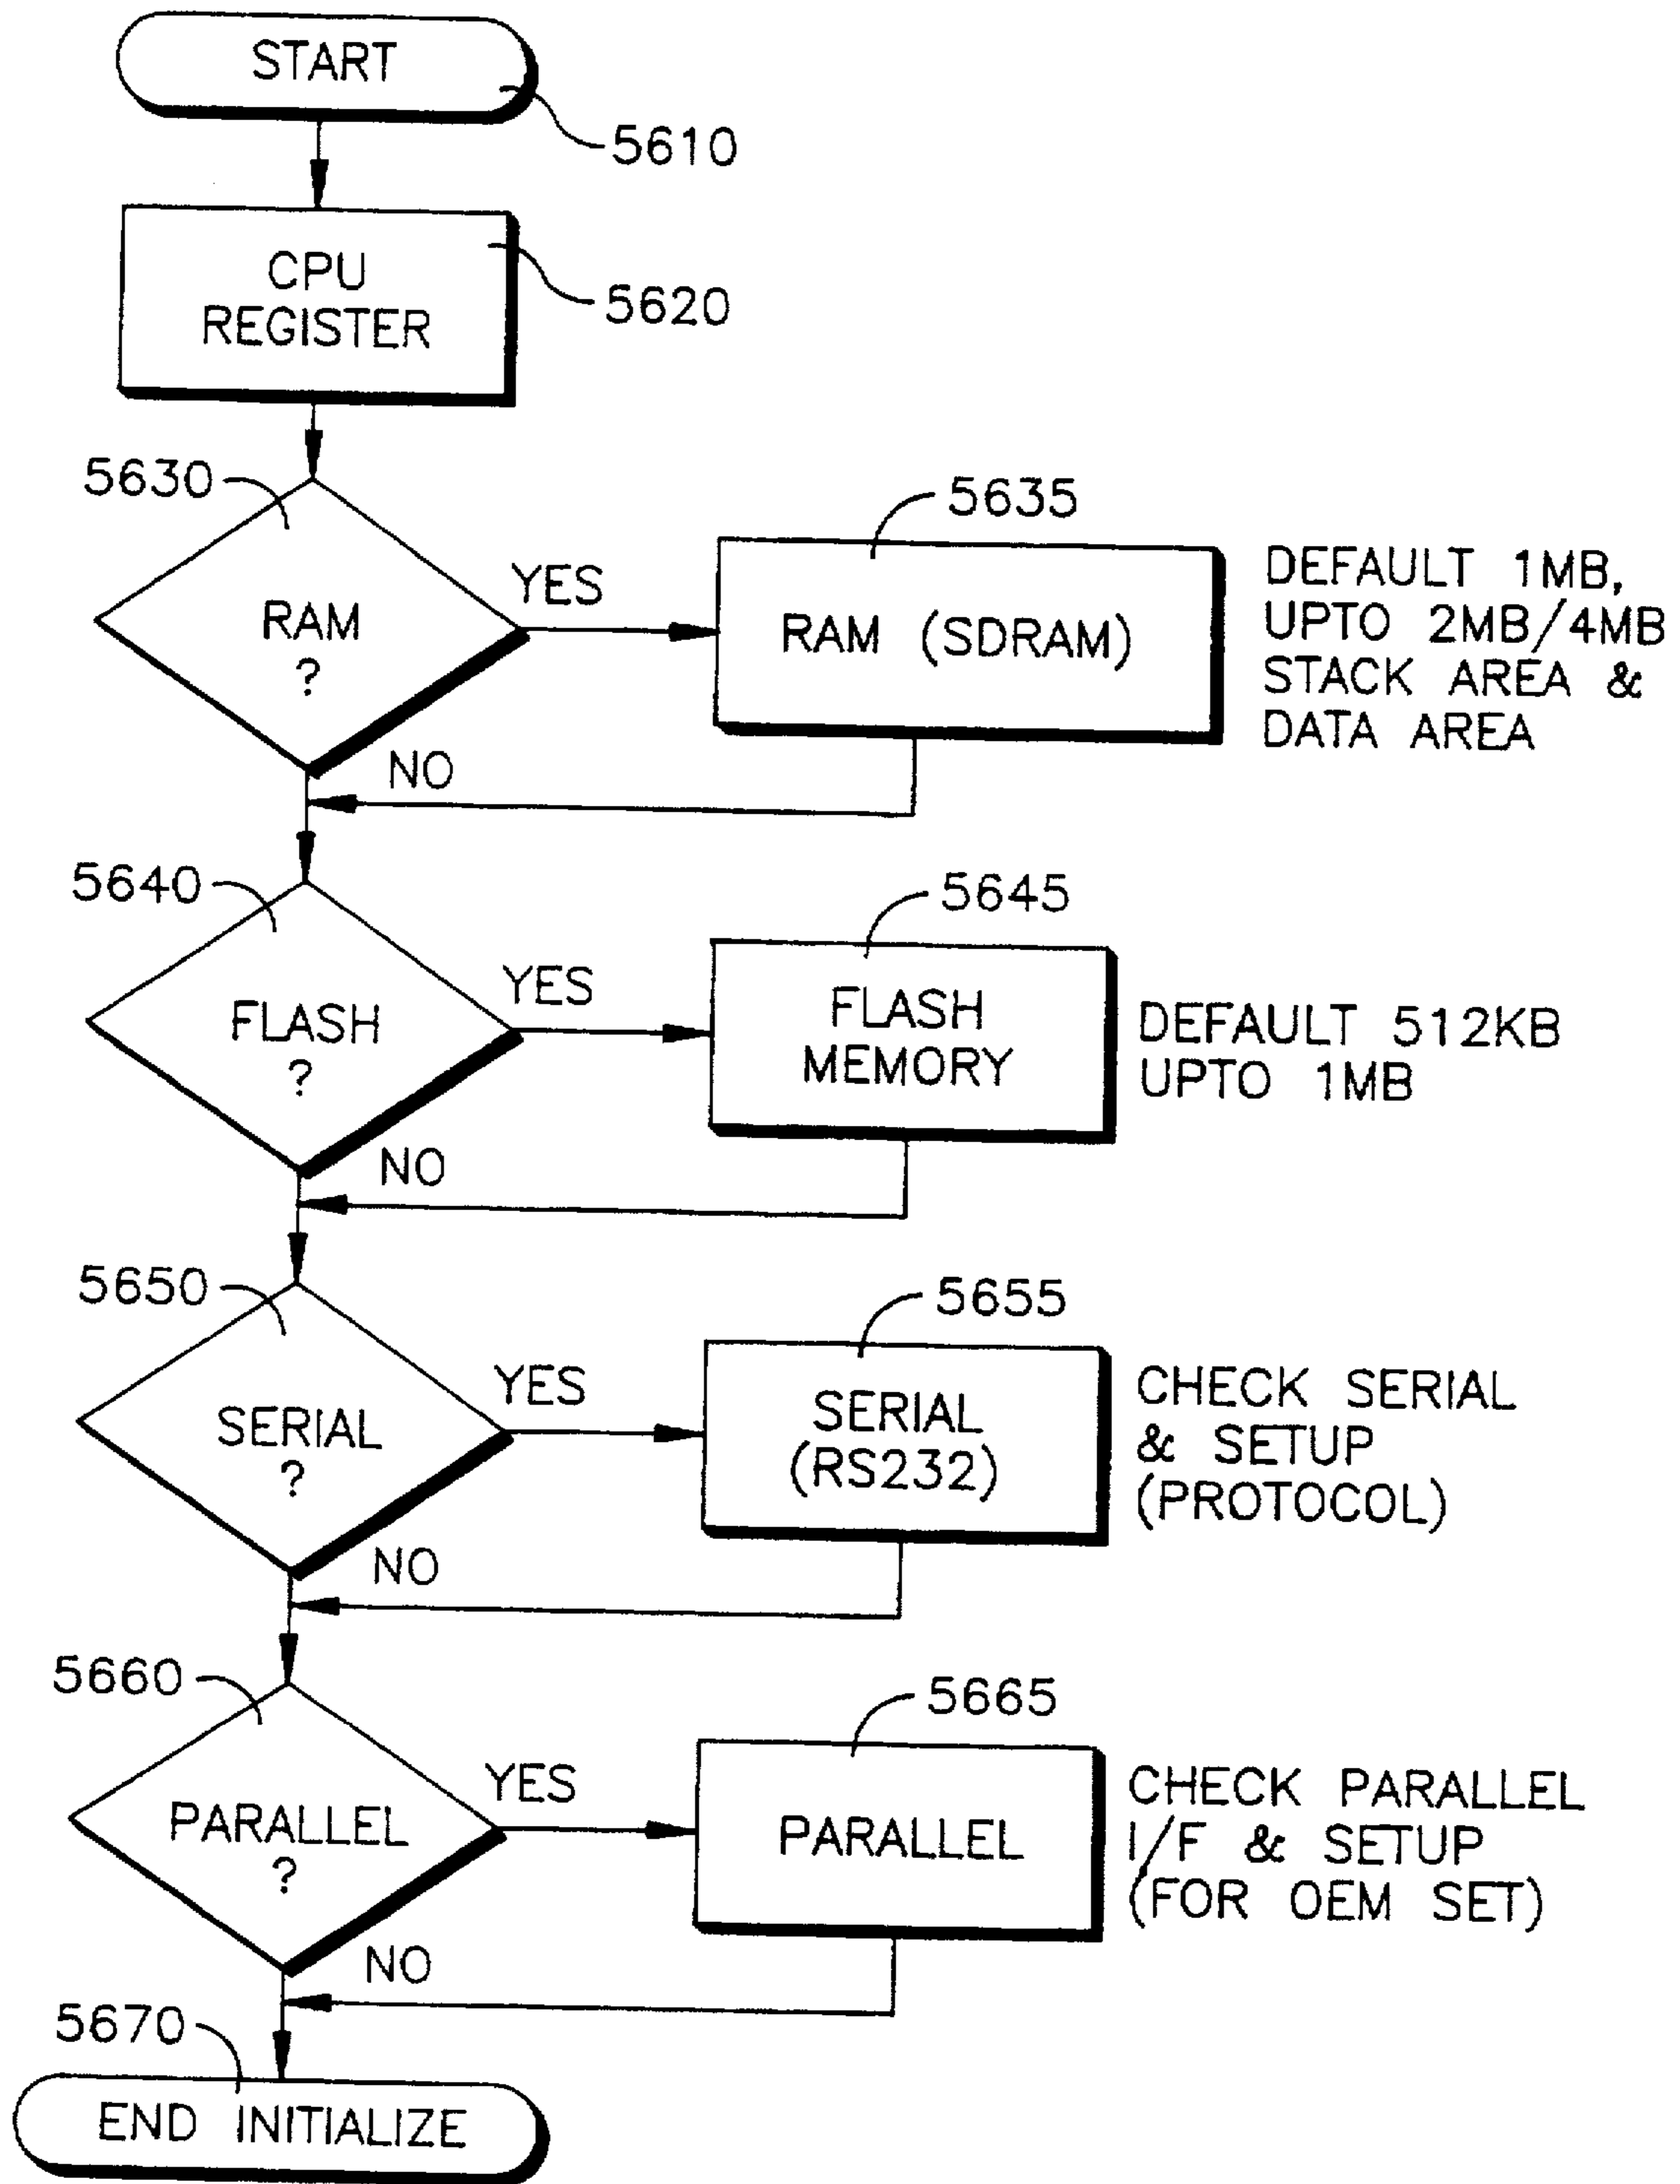 START
5610
CPU
REGISTER
5620
5630
RAM
?
YES
NO
5635
RAM (SDRAM)
DEFAULT 1MB,
UPTO 2MB/4MB
STACK AREA &
DATA AREA
5640
FLASH
?
YES
NO
5645
FLASH
MEMORY
DEFAULT 512KB
UPTO 1MB
5650
SERIAL
?
YES
NO
5655
SERIAL
(RS232)
CHECK SERIAL
& SETUP
(PROTOCOL)
5660
PARALLEL
?
YES
NO
5665
PARALLEL
CHECK PARALLEL
I/F & SETUP
(FOR OEM SET)
5670
END INITIALIZE